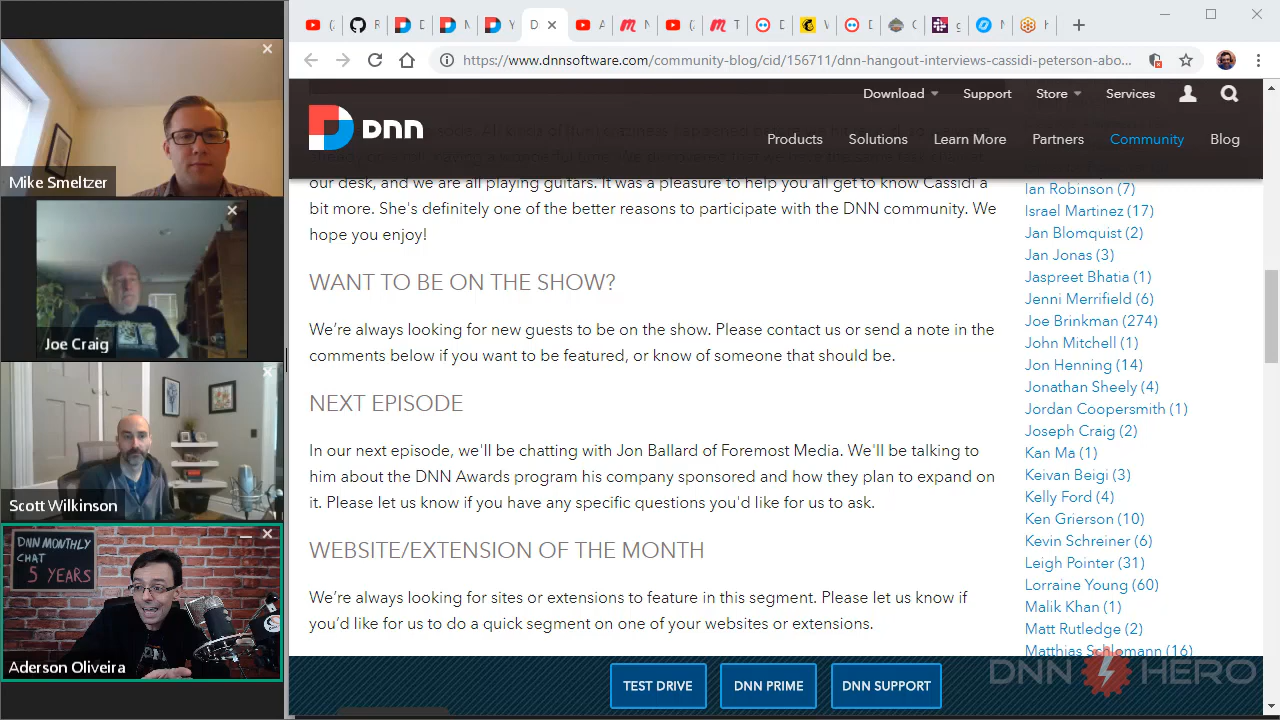 Mike Smeltzer
Joe Craig
Scott Wilkinson
DNN MONTHLY
CHAT
5 YEARS
Aderson Oliveira
https://www.dnnsoftware.com/community-blog/cid/156711/dnn-hangout-interviews-cassidi-peterson-abo...
Download
Support
Store
Services
dnn
Products
Solutions
Learn More
Partners
Community
Blog
our desk, and we are all playing guitars. It was a pleasure to help you all get to know Cassidi a
bit more. She's definitely one of the better reasons to participate with the DNN community. We
hope you enjoy!
WANT TO BE ON THE SHOW?
We're always looking for new guests to be on the show. Please contact us or send a note in the
comments below if you want to be featured, or know of someone that should be.
NEXT EPISODE
In our next episode, we'll be chatting with Jon Ballard of Foremost Media. We'll be talking to
him about the DNN Awards program his company sponsored and how they plan to expand on
it. Please let us know if you have any specific questions you'd like for us to ask.
WEBSITE/EXTENSION OF THE MONTH
We're always looking for sites or extensions to feature in this segment. Please let us know if
you'd like for us to do a quick segment on one of your websites or extensions.
Ian Robinson (7)
Israel Martinez (17)
Jan Blomquist (2)
Jan Jonas (3)
Jaspreet Bhatia (1)
Jenni Merrifield (6)
Joe Brinkman (274)
John Mitchell (1)
Jon Henning (14)
Jonathan Sheely (4)
Jordan Coopersmith (1)
Joseph Craig (2)
Kan Ma (1)
Keivan Beigi (3)
Kelly Ford (4)
Ken Grierson (10)
Kevin Schreiner (6)
Leigh Pointer (31)
Lorraine Young (60)
Malik Khan (1)
Matt Rutledge (2)
Matthias Schlomann (16)
TEST DRIVE
DNN PRIME
DNN SUPPORT
DNN HERO